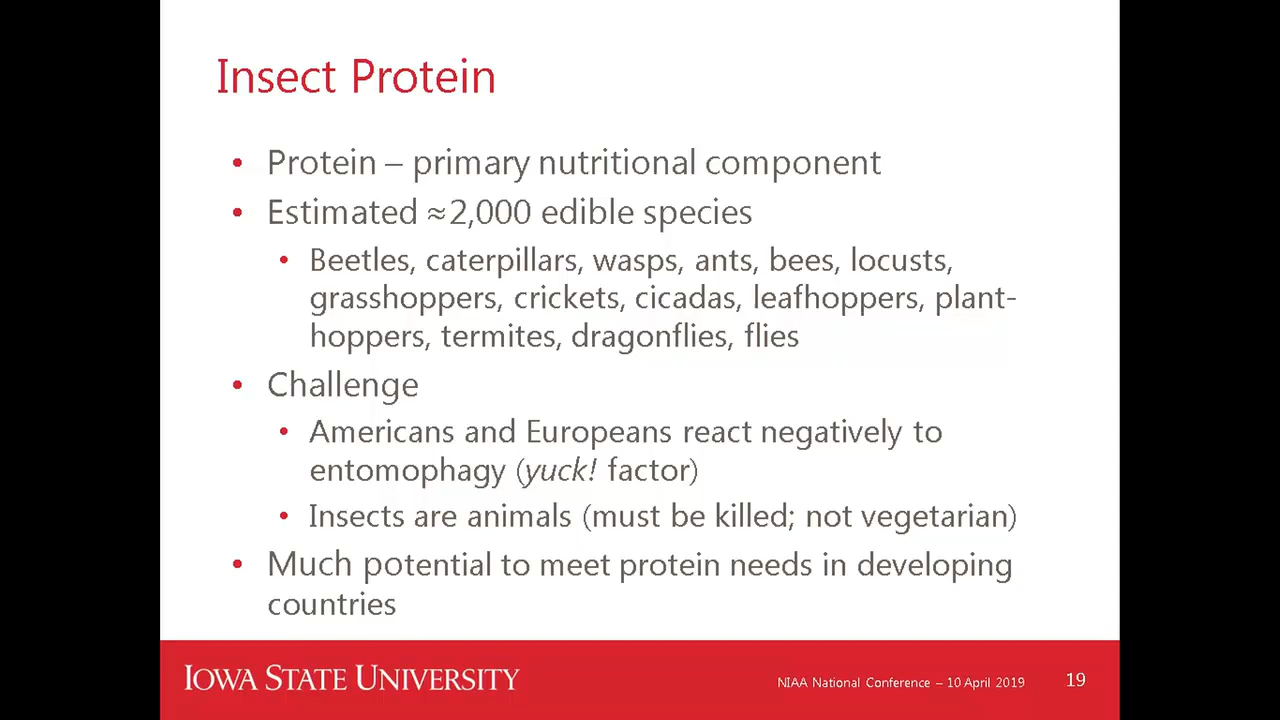 Insect Protein
• Protein – primary nutritional component
• Estimated ≈2,000 edible species
• Beetles, caterpillars, wasps, ants, bees, locusts,
grasshoppers, crickets, cicadas, leafhoppers, plant-
hoppers, termites, dragonflies, flies
• Challenge
• Americans and Europeans react negatively to
entomophagy (yuck! factor)
• Insects are animals (must be killed; not vegetarian)
• Much potential to meet protein needs in developing
countries
IOWA STATE UNIVERSITY
NIAA National Conference – 10 April 2019
19